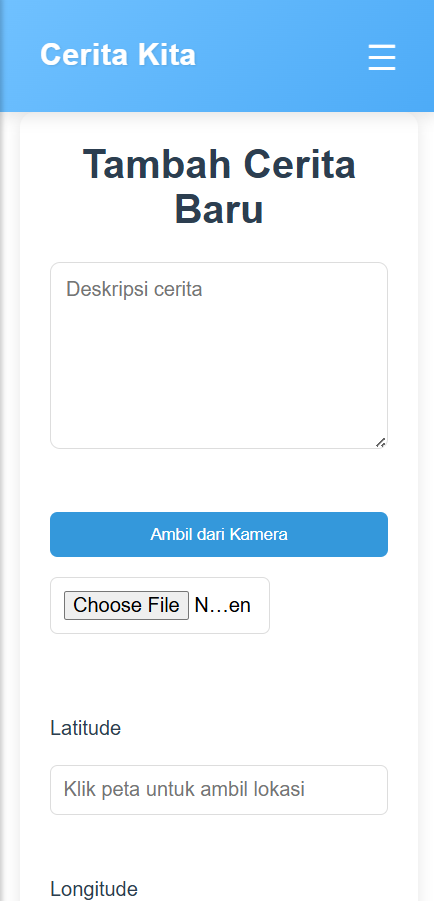 Cerita Kita
Tambah Cerita
Baru
Deskripsi cerita
Ambil dari Kamera
Choose File N...en
Latitude
Klik peta untuk ambil lokasi
Longitude